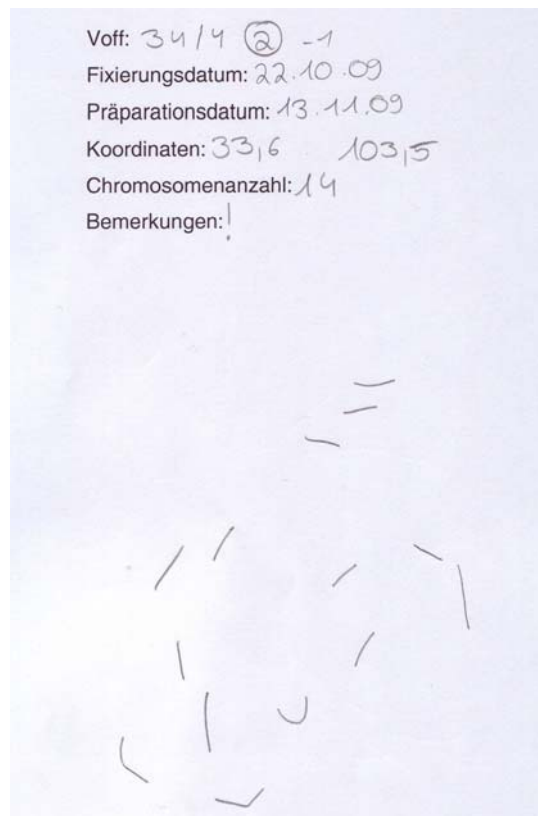 Voff: 34/4 ② -1
Fixierungsdatum: 22.10.09
Präparationsdatum: 13.11.09
Koordinaten: 33,6 103,5
Chromosomenanzahl: 14
Bemerkungen: !